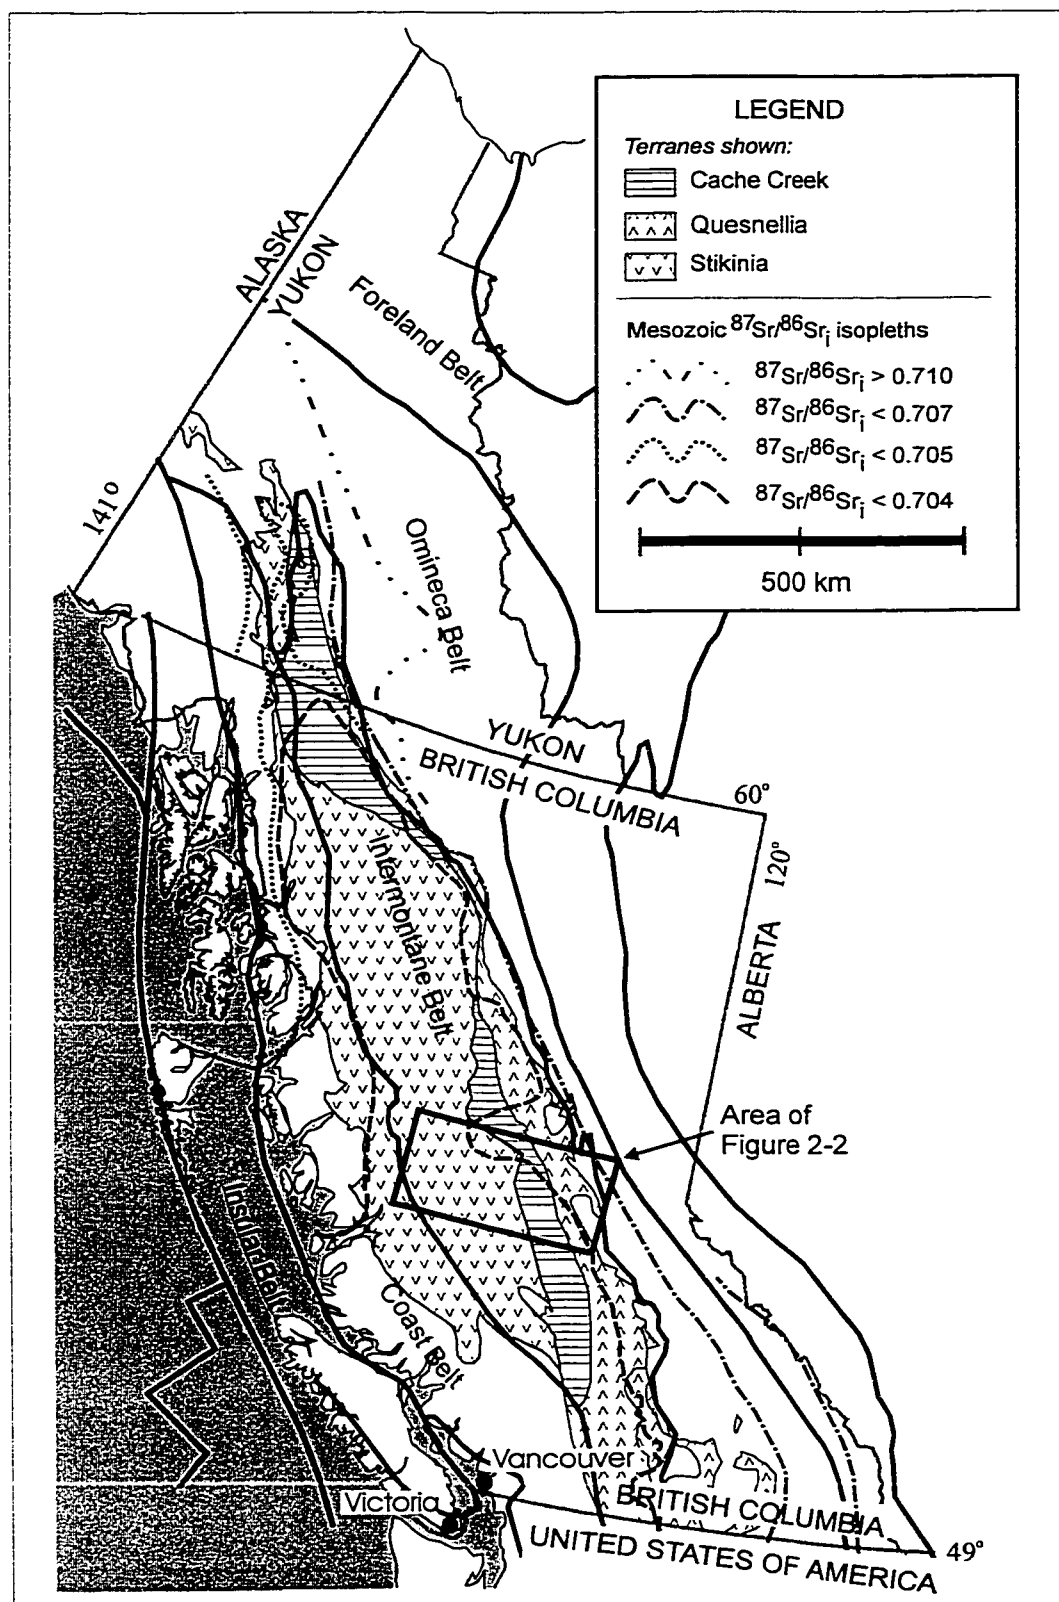 LEGEND
Terranes shown:
Cache Creek
Quesnellia
Stikinia
Mesozoic 87Sr/86Sri isopleths
87Sr/86Sri > 0.710
87Sr/86Sri < 0.707
87Sr/86Sri < 0.705
87Sr/86Sri < 0.704
500 km
ALASKA
YUKON
Foreland Belt
141°
Omineca Belt
YUKON
BRITISH COLUMBIA
60°
120°
ALBERTA
Intermontane Belt
Area of
Figure 2-2
Insular Belt
Coast Belt
Vancouver
Victoria
BRITISH COLUMBIA
UNITED STATES OF AMERICA
49°